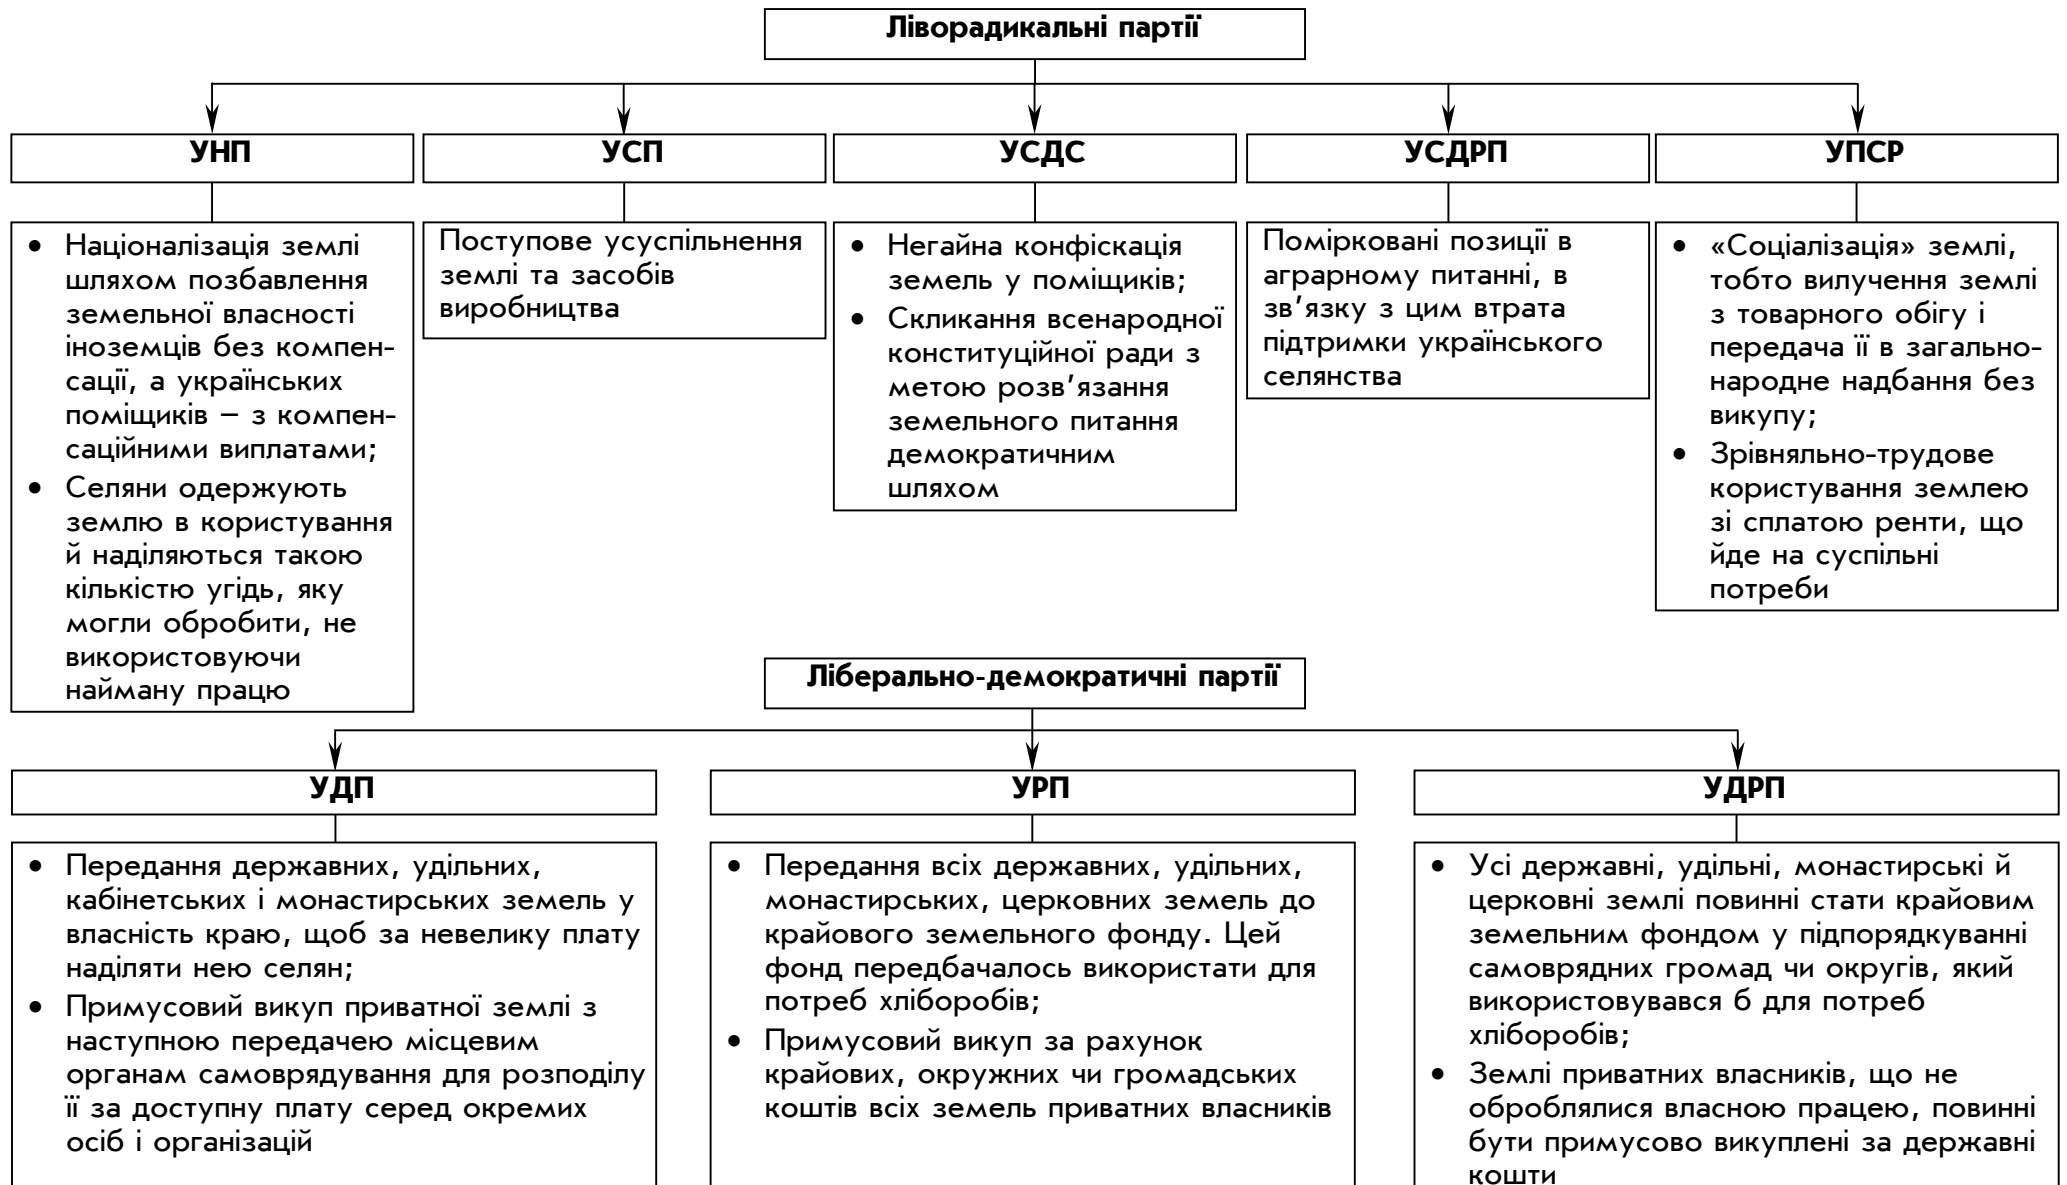 Ліворадикальні партії
УНП
• Націоналізація землі
шляхом позбавлення
земельної власності
іноземців без компен-
сації, а українських
поміщиків – з компен-
саційними виплатами;
• Селяни одержують
землю в користування
й наділяються такою
кількістю угідь, яку
могли обробити, не
використовуючи
найману працю
УСП
Поступове усуспільнення
землі та засобів
виробництва
УСДС
• Негайна конфіскація
земель у поміщиків;
• Скликання всенародної
конституційної ради з
метою розв’язання
земельного питання
демократичним
шляхом
УСДРП
Помірковані позиції в
аграрному питанні, в
зв’язку з цим втрата
підтримки українського
селянства
УПСР
• «Соціалізація» землі,
тобто вилучення землі
з товарного обігу і
передача її в загально-
народне надбання без
викупу;
• Зрівняльно-трудове
користування землею
зі сплатою ренти, що
йде на суспільні
потреби
Ліберально-демократичні партії
УДП
• Передання державних, удільних,
кабінетських і монастирських земель у
власність краю, щоб за невелику плату
наділяти нею селян;
• Примусовий викуп приватної землі з
наступною передачею місцевим
органам самоврядування для розподілу
її за доступну плату серед окремих
осіб і організацій
УРП
• Передання всіх державних, удільних,
монастирських, церковних земель до
крайового земельного фонду. Цей
фонд передбачалось використати для
потреб хліборобів;
• Примусовий викуп за рахунок
крайових, окружних чи громадських
коштів всіх земель приватних власників
УДРП
• Усі державні, удільні, монастирські й
церковні землі повинні стати крайовим
земельним фондом у підпорядкуванні
самоврядних громад чи округів, який
використовувався б для потреб
хліборобів;
• Землі приватних власників, що не
оброблялися власною працею, повинні
бути примусово викуплені за державні
кошти